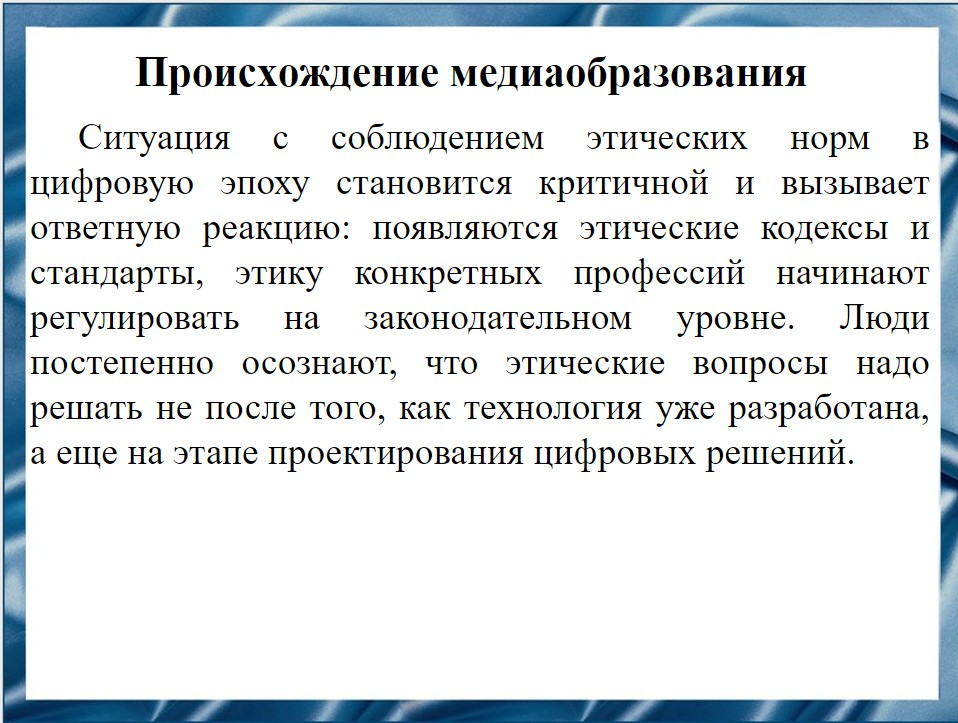 Происхождение медиаобразования
Ситуация с соблюдением этических норм в
цифровую эпоху становится критичной и вызывает
ответную реакцию: появляются этические кодексы и
стандарты, этику конкретных профессий начинают
регулировать на законодательном уровне. Люди
постепенно осознают, что этические вопросы надо
решать не после того, как технология уже разработана,
а еще на этапе проектирования цифровых решений.